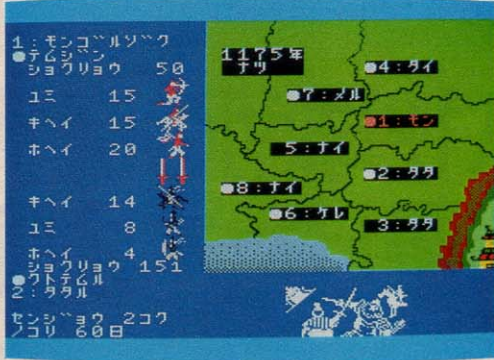 1:モンゴルゾク
●テムジン
ショクリョウ 50
ユミ 15
キヘイ 15
ホヘイ 20
キヘイ 14
ユミ 8
ホヘイ 4
ショクリョウ 151
●クトテムル
2:タタル
センジョウ 2コク
ノコリ 60日
1175年
ナツ
●4:タイ
●7:メル
●1:モン
5:ナイ
●2:タタ
●8:ナイ
●6:ケレ
3:タタ